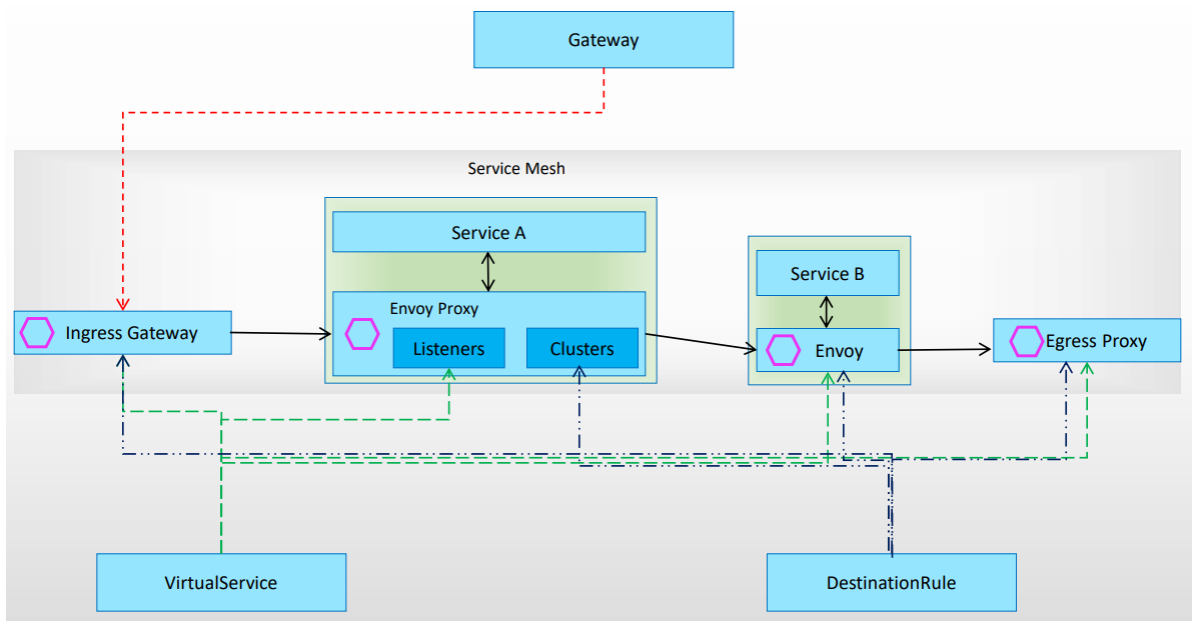 Gateway
Service Mesh
Service A
Service B
Envoy Proxy
Ingress Gateway
Listeners
Clusters
Envoy
Egress Proxy
VirtualService
DestinationRule